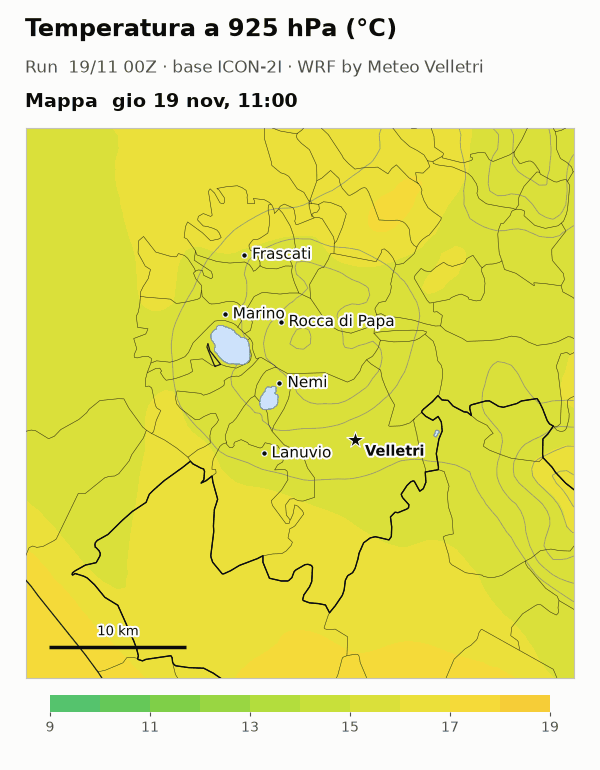 Temperatura a 925 hPa (°C)
Run  19/11 00Z · base ICON-2I · WRF by Meteo Velletri
Mappa  gio 19 nov, 11:00
Frascati
Marino
Rocca di Papa
Nemi
Velletri
Lanuvio
10 km
9 11 13 15 17 19